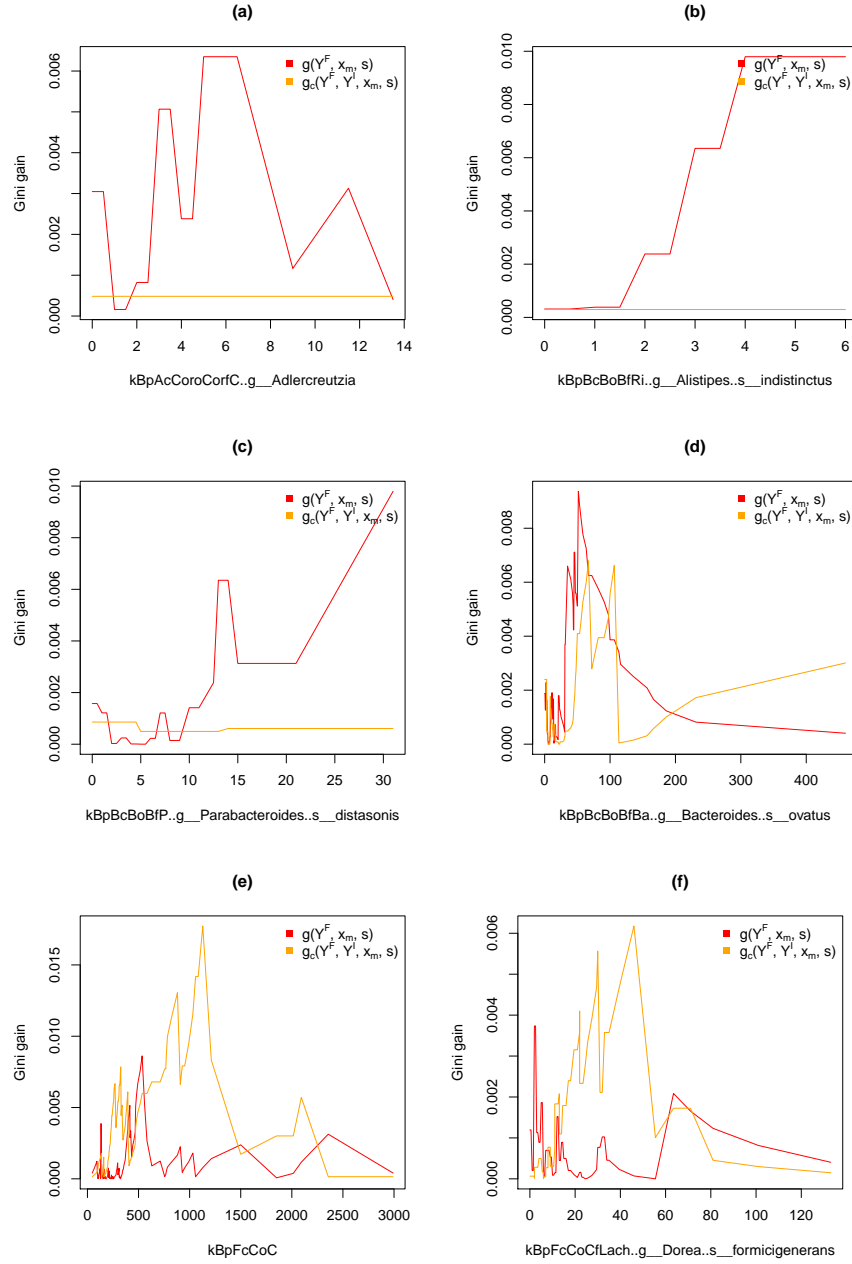 (a)
g(Y^F, x_m, s)
g_c(Y^F, Y^I, x_m, s)
Gini gain
0.000 0.002 0.004 0.006
0 2 4 6 8 10 12 14
kBpAcCoroCorfC..g__Adlercreutzia
(b)
g(Y^F, x_m, s)
g_c(Y^F, Y^I, x_m, s)
Gini gain
0.000 0.002 0.004 0.006 0.008 0.010
0 1 2 3 4 5 6
kBpBcBoBfRi..g__Alistipes..s__indistinctus
(c)
g(Y^F, x_m, s)
g_c(Y^F, Y^I, x_m, s)
Gini gain
0.000 0.002 0.004 0.006 0.008 0.010
0 5 10 15 20 25 30
kBpBcBoBfP..g__Parabacteroides..s__distasonis
(d)
g(Y^F, x_m, s)
g_c(Y^F, Y^I, x_m, s)
Gini gain
0.000 0.002 0.004 0.006 0.008
0 100 200 300 400
kBpBcBoBfBa..g__Bacteroides..s__ovatus
(e)
g(Y^F, x_m, s)
g_c(Y^F, Y^I, x_m, s)
Gini gain
0.000 0.005 0.010 0.015
0 500 1000 1500 2000 2500 3000
kBpFcCoC
(f)
g(Y^F, x_m, s)
g_c(Y^F, Y^I, x_m, s)
Gini gain
0.000 0.002 0.004 0.006
0 20 40 60 80 100 120
kBpFcCoCfLach..g__Dorea..s__formicigenerans